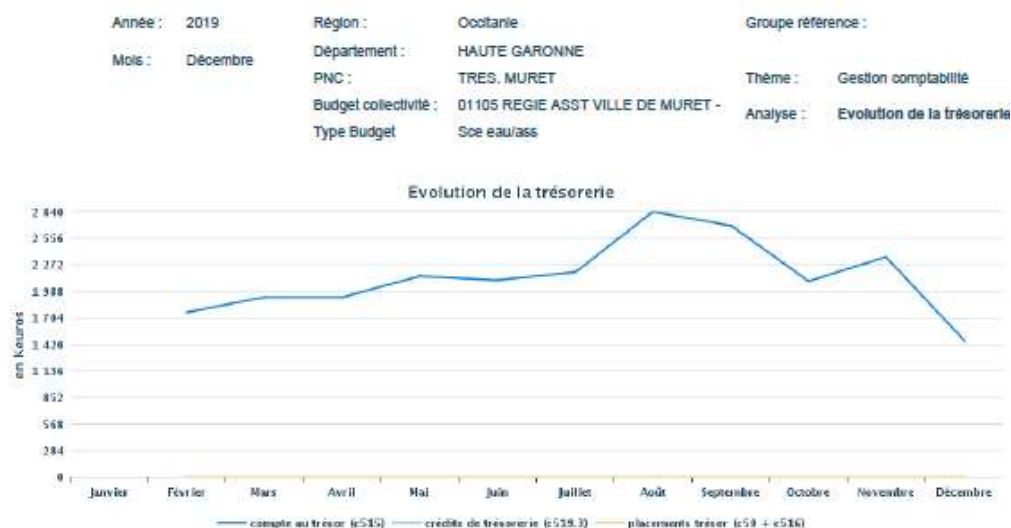 Année : 2019 Région : Occitanie Groupe référence :
Mois : Décembre Département : HAUTE GARONNE
PNC : TRES. MURET Thème : Gestion comptabilité
Budget collectivité : 01105 REGIE ASST VILLE DE MURET - Analyse : Evolution de la trésorerie
Type Budget Sce eau/ass
Evolution de la trésorerie
en Keuros
2 840
2 556
2 272
1 988
1 704
1 420
1 136
852
568
284
0
Janvier Février Mars Avril Mai Juin Juillet Août Septembre Octobre Novembre Décembre
compte au trésor (c515) crédits de trésorerie (c519.3) placements trésor (c50 + c516)